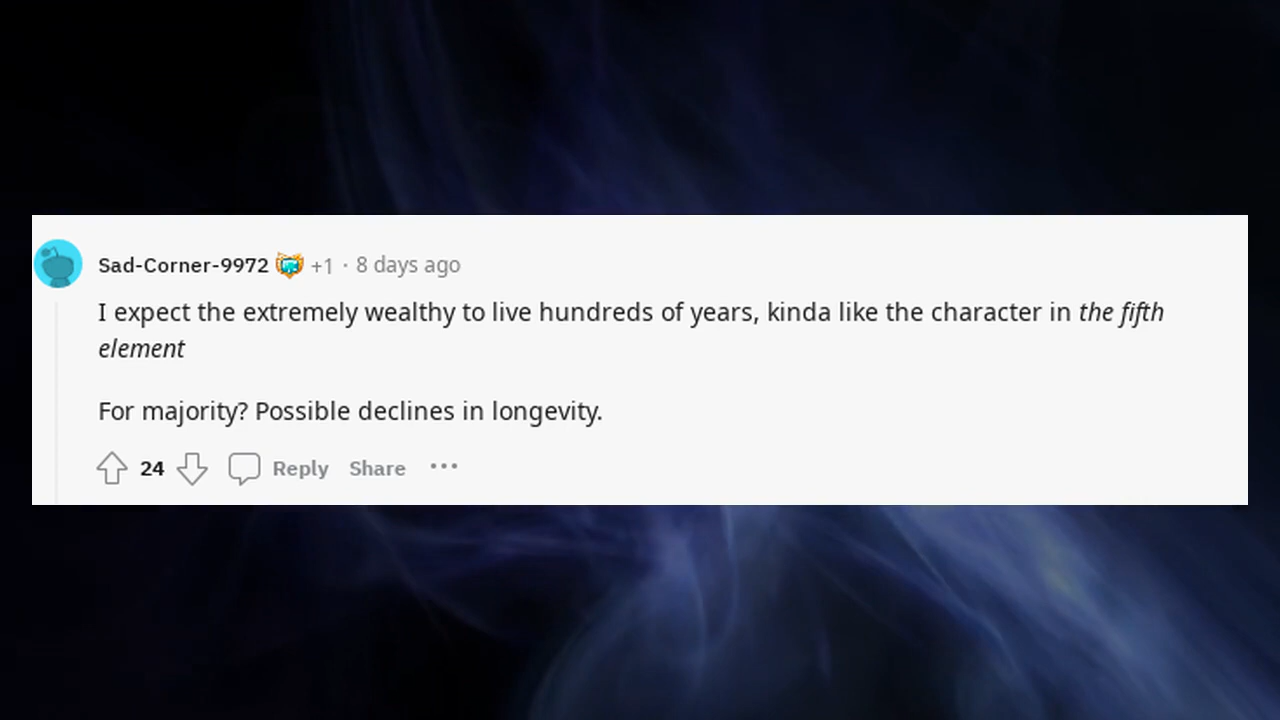 Sad-Corner-9972 +1 · 8 days ago
I expect the extremely wealthy to live hundreds of years, kinda like the character in the fifth
element
For majority? Possible declines in longevity.
24 Reply Share ···